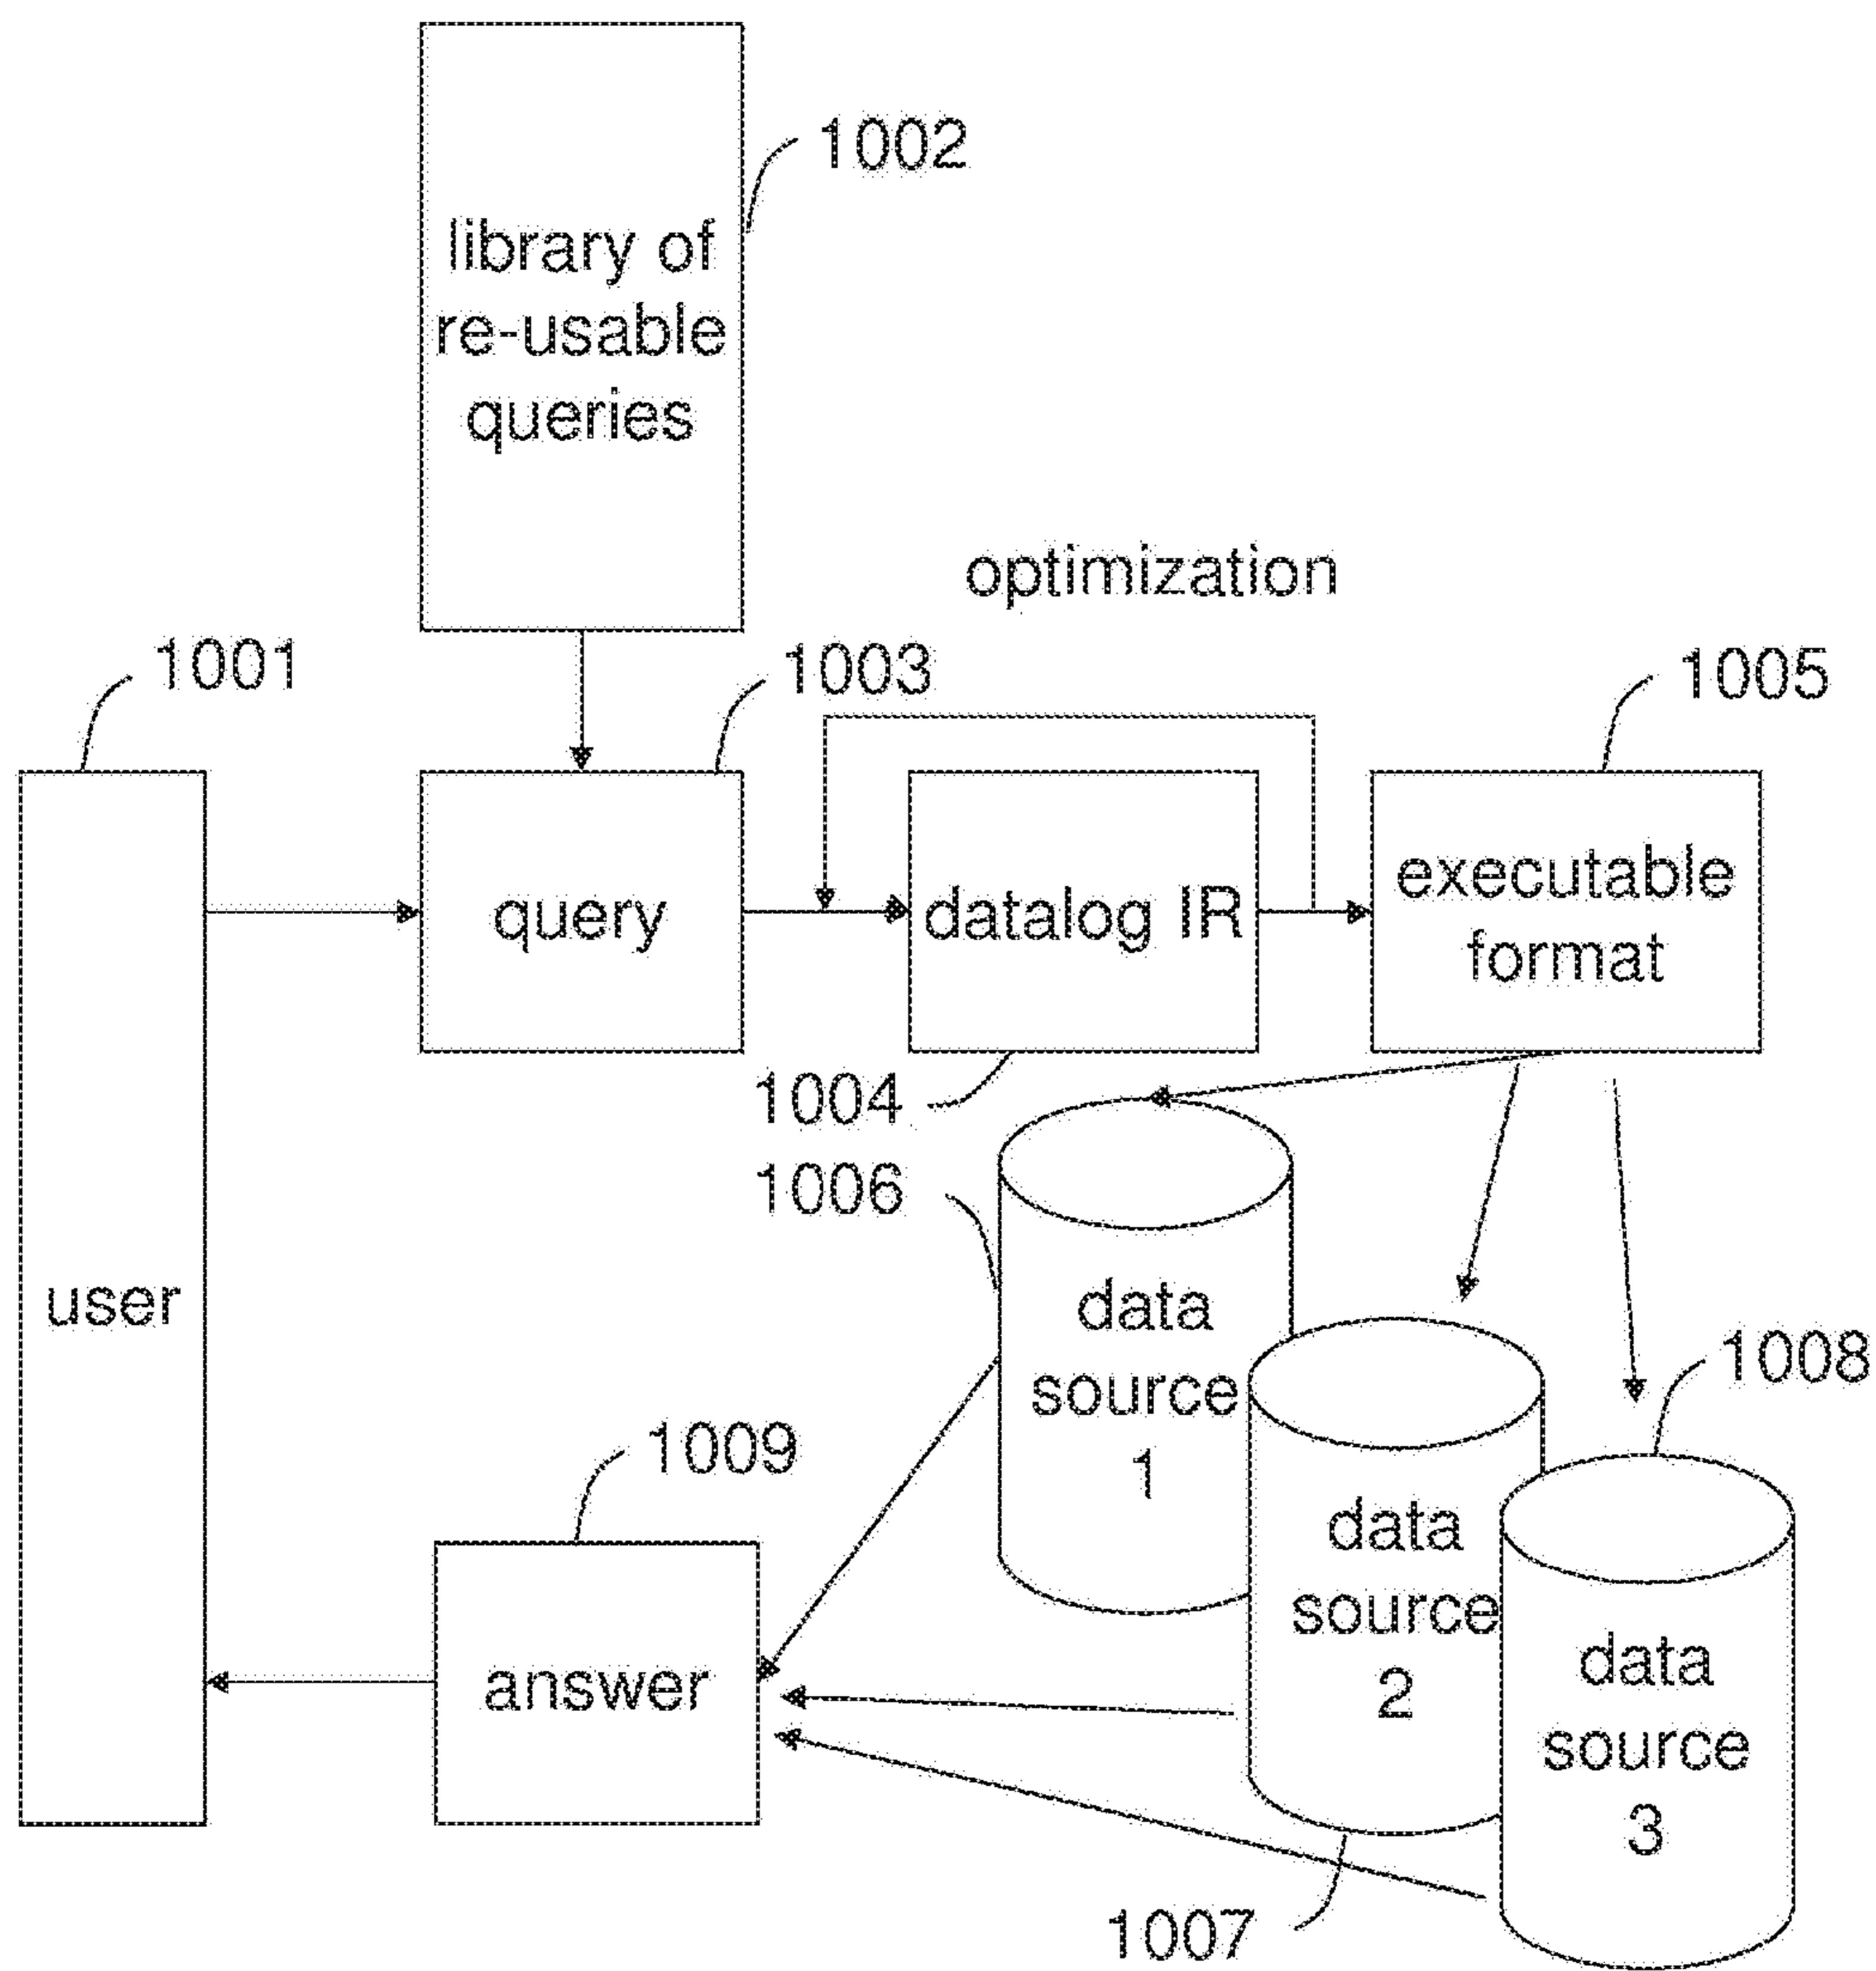 1002
library of
re-usable
queries
optimization
1001
1003
1005
user
query
datalog IR
executable
format
1004
1006
data
source
1
1008
data
source
2
1009
answer
data
source
3
1007